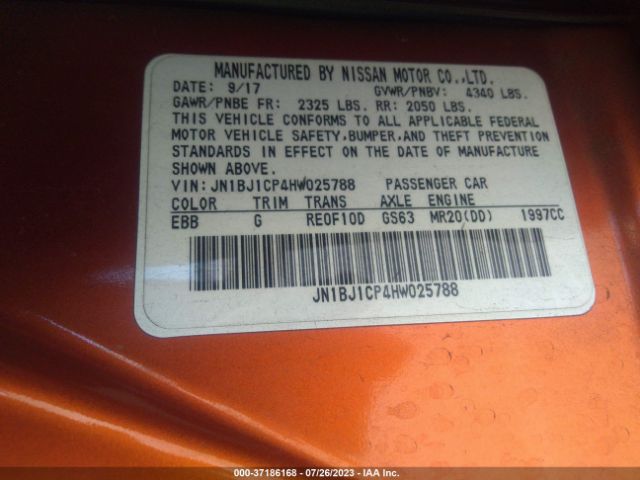 MANUFACTURED BY NISSAN MOTOR CO.,LTD.
DATE: 9/17 GVWR/PNBV: 4340 LBS.
GAWR/PNBE FR: 2325 LBS. RR: 2050 LBS.
THIS VEHICLE CONFORMS TO ALL APPLICABLE FEDERAL
MOTOR VEHICLE SAFETY,BUMPER,AND THEFT PREVENTION
STANDARDS IN EFFECT ON THE DATE OF MANUFACTURE
SHOWN ABOVE.
VIN: JN1BJ1CP4HW025788 PASSENGER CAR
COLOR TRIM TRANS AXLE ENGINE
EBB G RE0F10D GS63 MR20(DD) 1997CC
JN1BJ1CP4HW025788
000-37186168 - 07/26/2023 - IAA Inc.